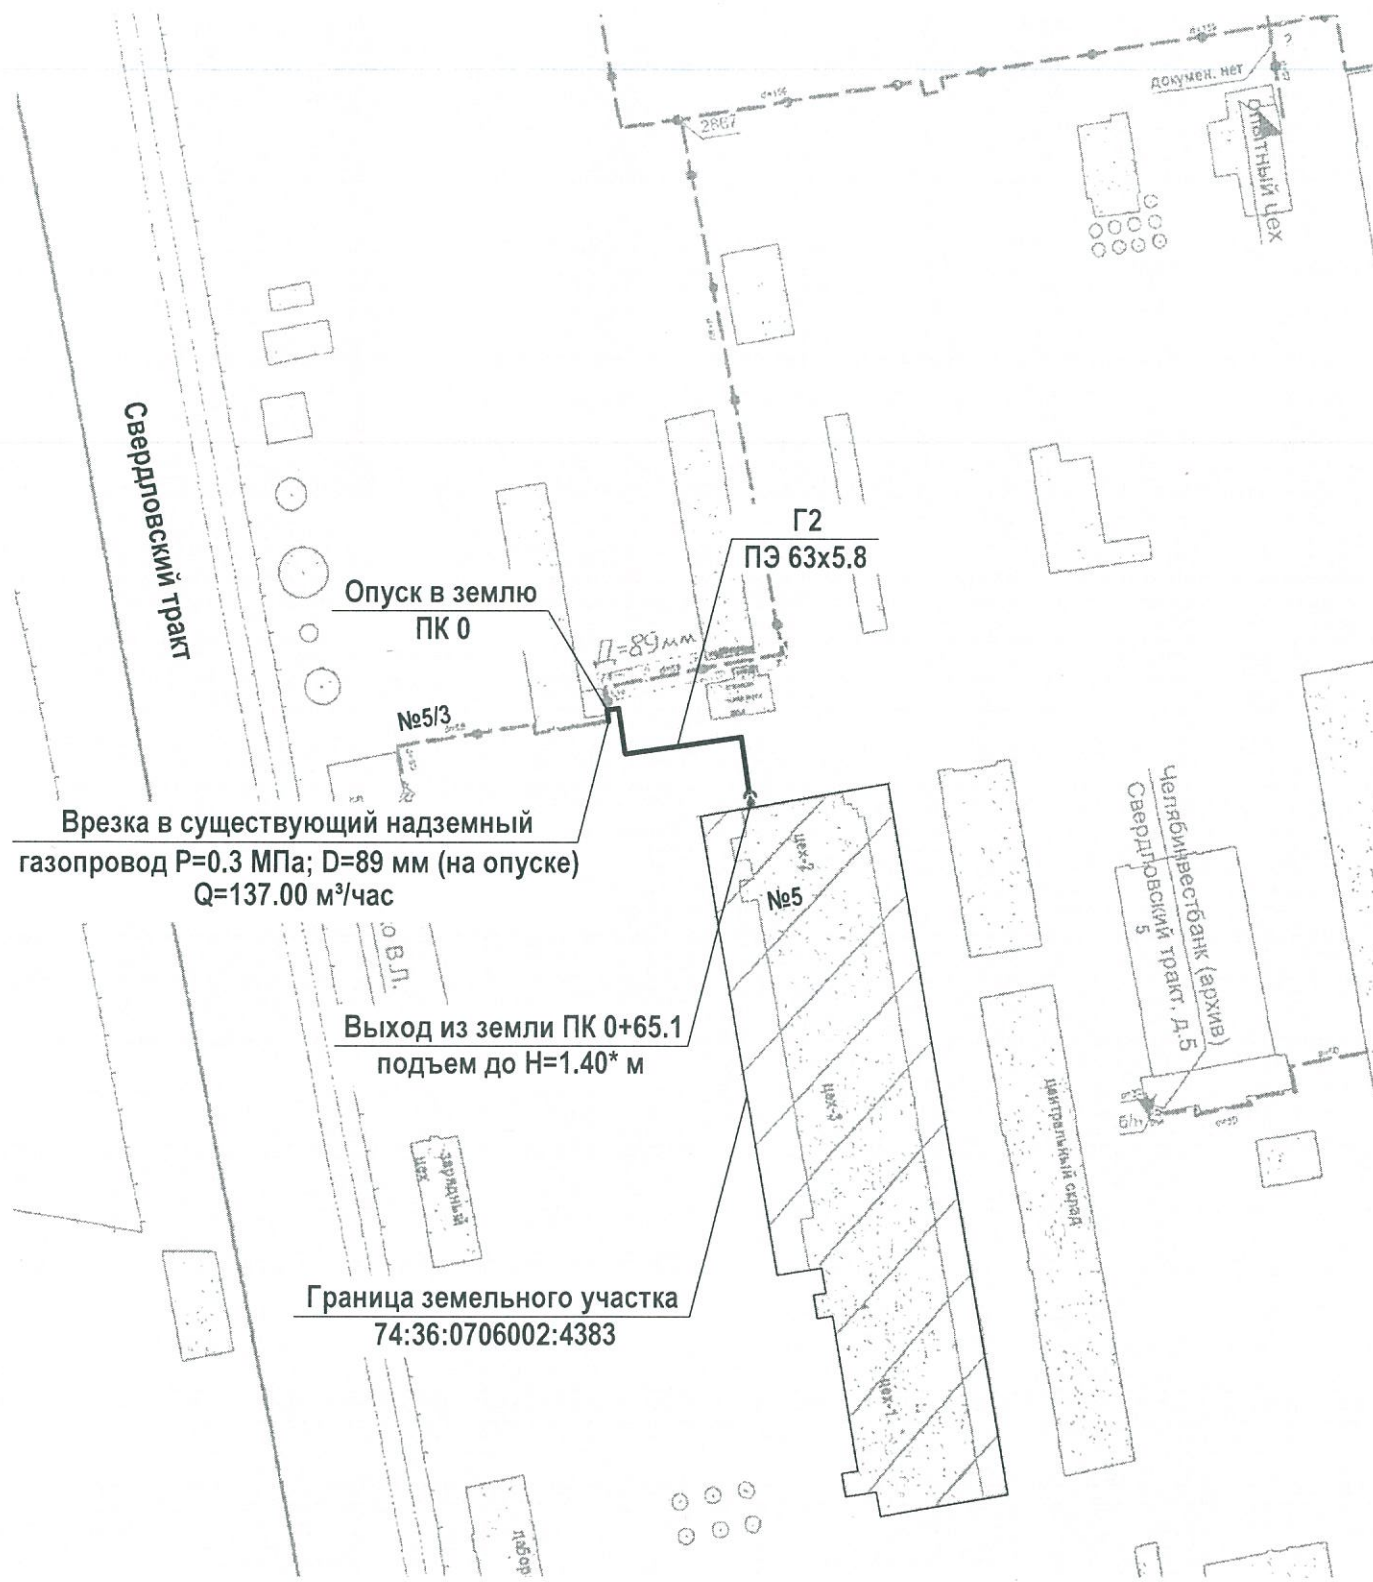 докумен. нет
?
2867
опытный цех
Свердловский тракт
Г2
ПЭ 63х5.8
Опуск в землю
ПК 0
Д=89мм
№5/3
Врезка в существующий надземный
газопровод Р=0.3 МПа; D=89 мм (на опуске)
Q=137.00 м³/час
цех-2
№5
Челябинвестбанк (архив)
Свердловский тракт, д.5
5
о В.Л.
Выход из земли ПК 0+65.1
подъем до Н=1.40* м
цех-3
центральный склад
зарядный
цех
Граница земельного участка
74:36:0706002:4383
цех-1
лабор